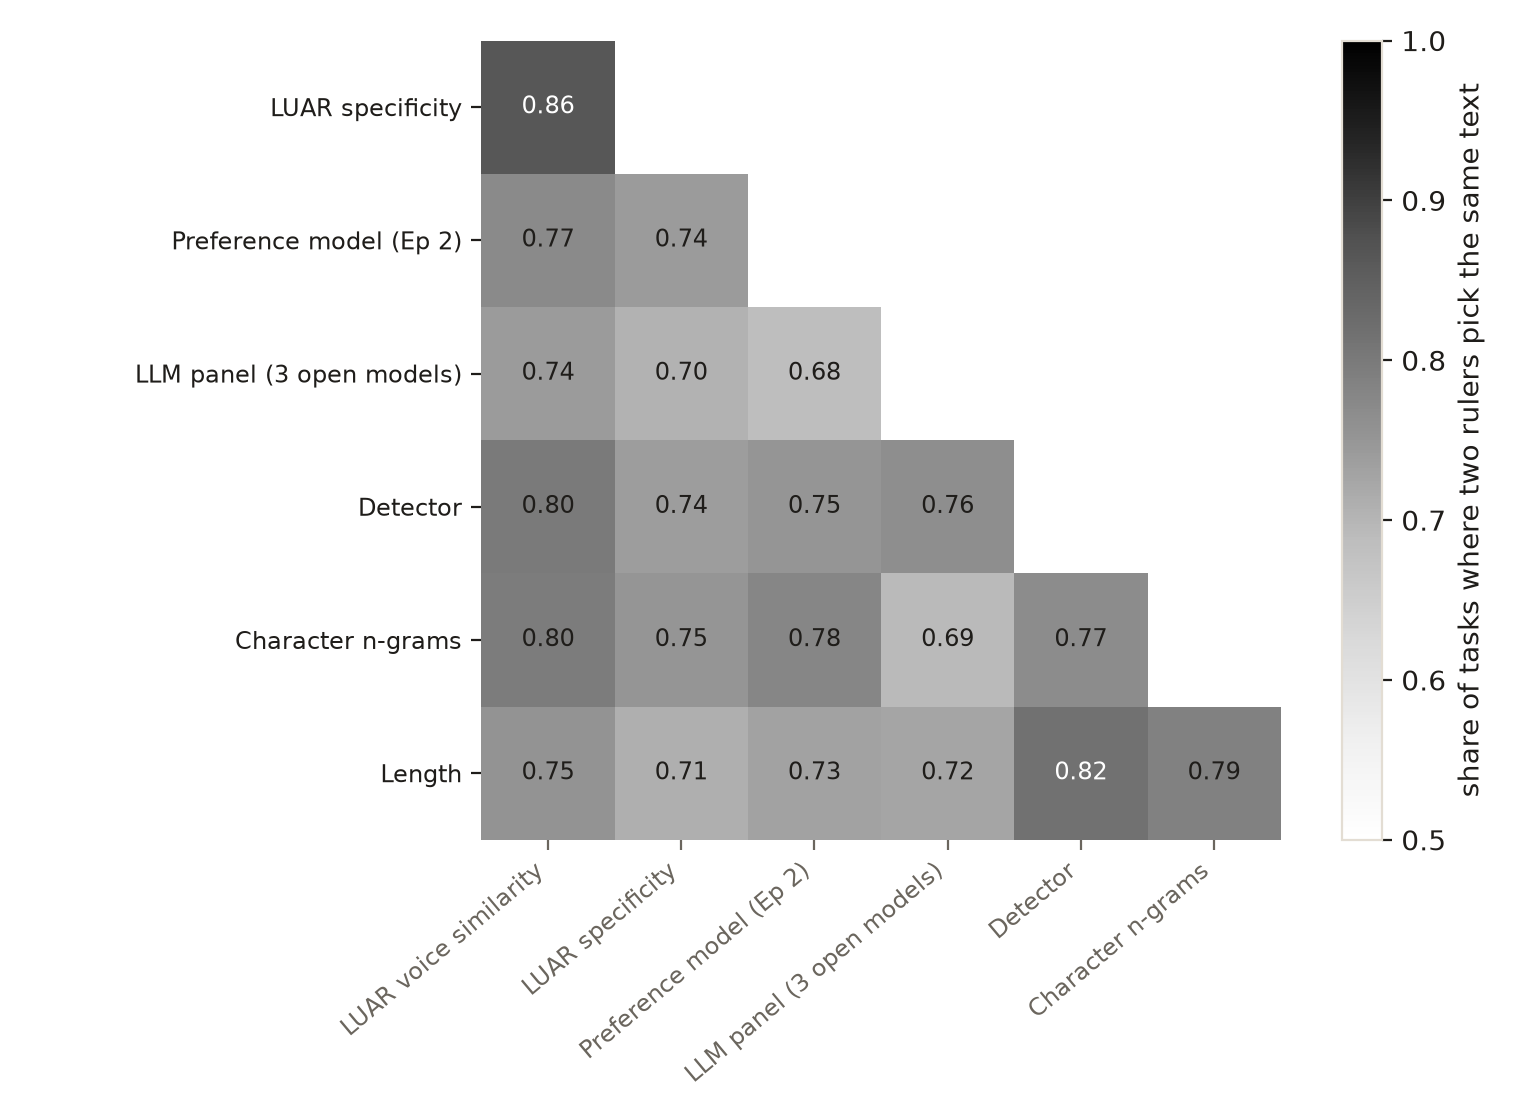 LUAR specificity 0.86
Preference model (Ep 2) 0.77 0.74
LLM panel (3 open models) 0.74 0.70 0.68
Detector 0.80 0.74 0.75 0.76
Character n-grams 0.80 0.75 0.78 0.69 0.77
Length 0.75 0.71 0.73 0.72 0.82 0.79
LUAR voice similarity
LUAR specificity
Preference model (Ep 2)
LLM panel (3 open models)
Detector
Character n-grams
1.0
0.9
0.8
0.7
0.6
0.5
share of tasks where two rulers pick the same text